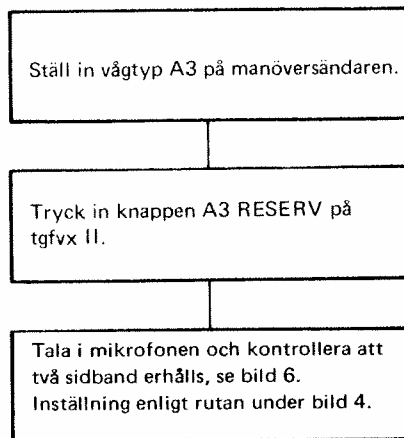 Ställ in vågtyp A3 på manöversändaren.
Tryck in knappen A3 RESERV på
tgfvx II.
Tala i mikrofonen och kontrollera att
två sidband erhålls, se bild 6.
Inställning enligt rutan under bild 4.